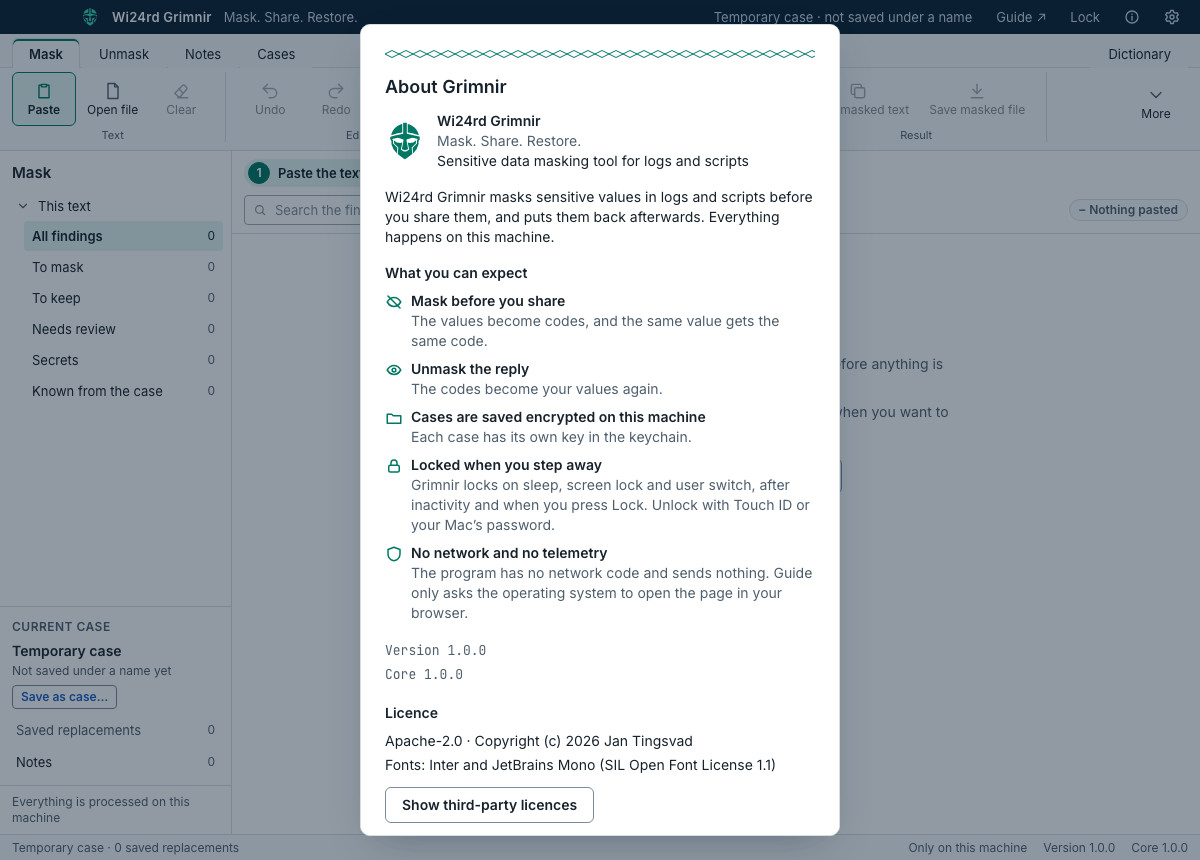 Wi24rd Grimnir Mask. Share. Restore. Temporary case · not saved under a name Guide ↗ Lock
Mask Unmask Notes Cases Dictionary
Paste Open file Clear Undo Redo masked text Save masked file More
Text Ed Result
Mask
This text
All findings 0
To mask 0
To keep 0
Needs review 0
Secrets 0
Known from the case 0
1 Paste the tex
Search the fin
– Nothing pasted
fore anything is
when you want to
About Grimnir
Wi24rd Grimnir
Mask. Share. Restore.
Sensitive data masking tool for logs and scripts
Wi24rd Grimnir masks sensitive values in logs and scripts before
you share them, and puts them back afterwards. Everything
happens on this machine.
What you can expect
Mask before you share
The values become codes, and the same value gets the
same code.
Unmask the reply
The codes become your values again.
Cases are saved encrypted on this machine
Each case has its own key in the keychain.
Locked when you step away
Grimnir locks on sleep, screen lock and user switch, after
inactivity and when you press Lock. Unlock with Touch ID or
your Mac’s password.
No network and no telemetry
The program has no network code and sends nothing. Guide
only asks the operating system to open the page in your
browser.
Version 1.0.0
Core 1.0.0
Licence
Apache-2.0 · Copyright (c) 2026 Jan Tingsvad
Fonts: Inter and JetBrains Mono (SIL Open Font License 1.1)
Show third-party licences
CURRENT CASE
Temporary case
Not saved under a name yet
Save as case…
Saved replacements 0
Notes 0
Everything is processed on this
machine
Temporary case · 0 saved replacements Only on this machine Version 1.0.0 Core 1.0.0